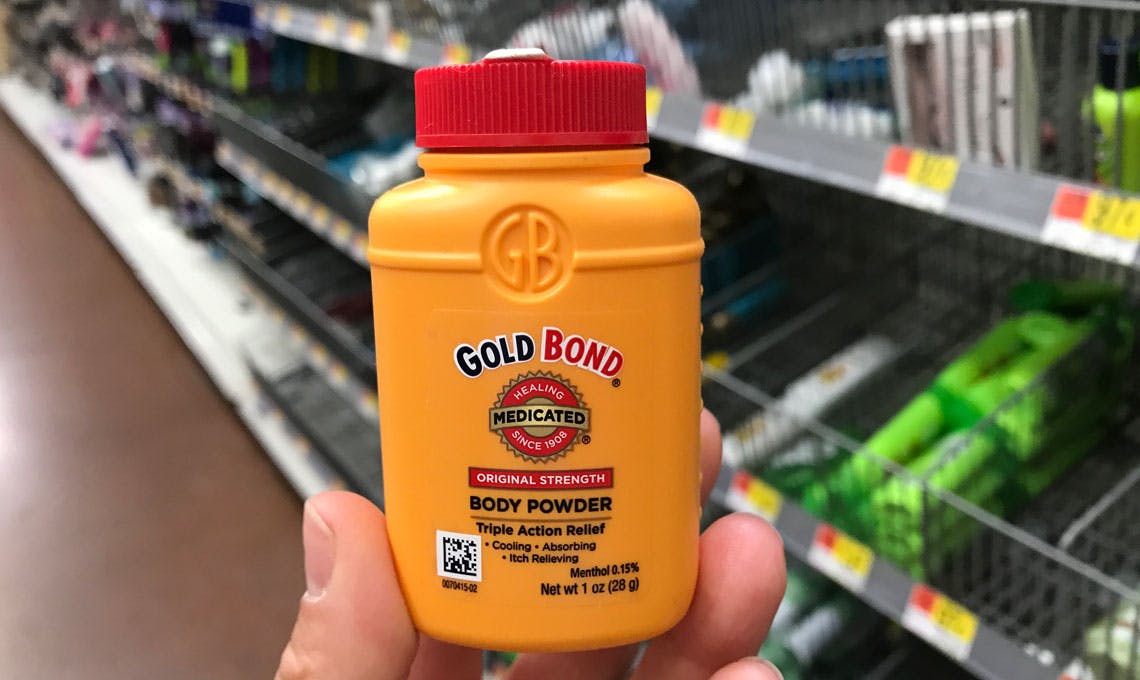 GB
GOLD BOND®
HEALING
MEDICATED
SINCE 1908 ®
ORIGINAL STRENGTH
BODY POWDER
Triple Action Relief
• Cooling • Absorbing
• Itch Relieving
Menthol 0.15%
0070415-02
Net wt 1 oz (28 g)